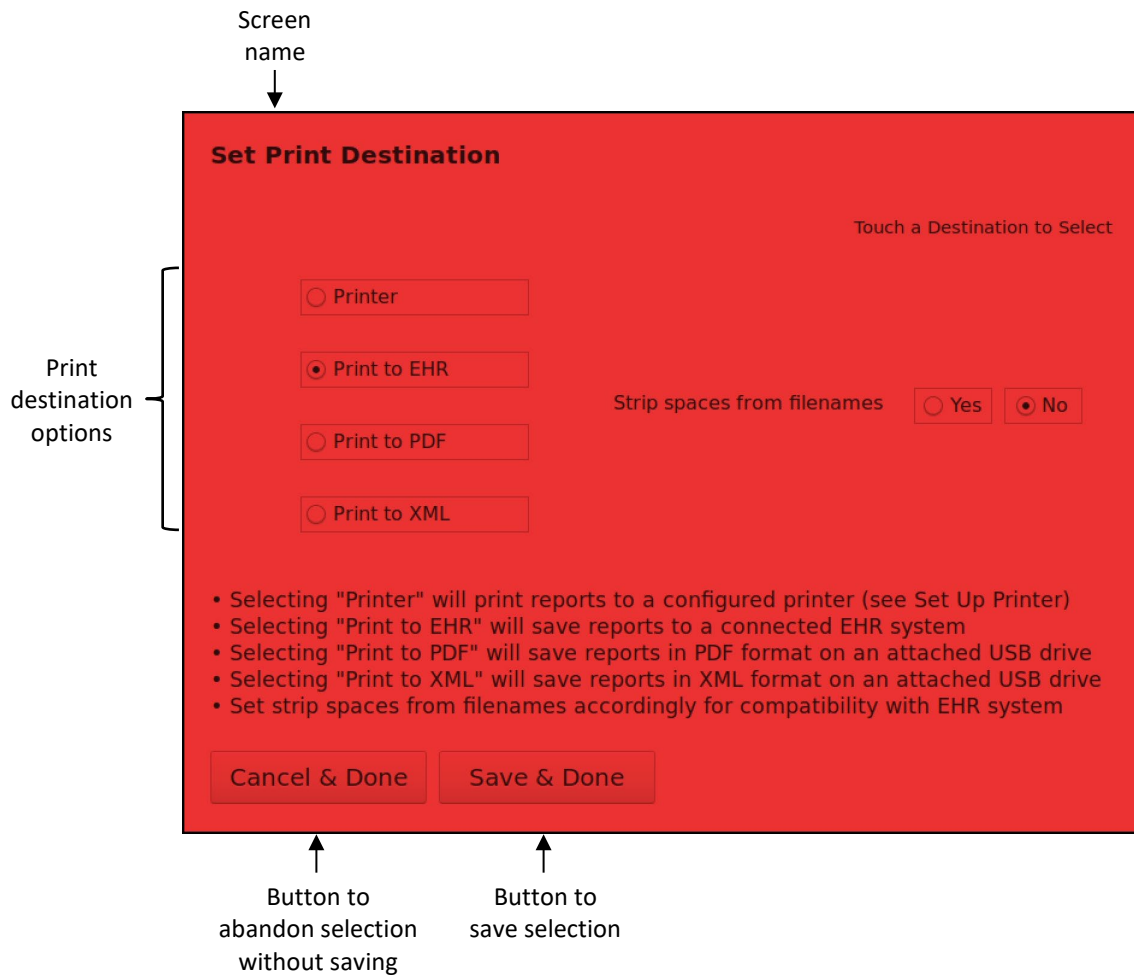 Screen
name
Set Print Destination
Touch a Destination to Select
Print
destination
options
Printer
Print to EHR
Strip spaces from filenames Yes No
Print to PDF
Print to XML
• Selecting "Printer" will print reports to a configured printer (see Set Up Printer)
• Selecting "Print to EHR" will save reports to a connected EHR system
• Selecting "Print to PDF" will save reports in PDF format on an attached USB drive
• Selecting "Print to XML" will save reports in XML format on an attached USB drive
• Set strip spaces from filenames accordingly for compatibility with EHR system
Cancel & Done Save & Done
Button to
abandon selection
without saving
Button to
save selection